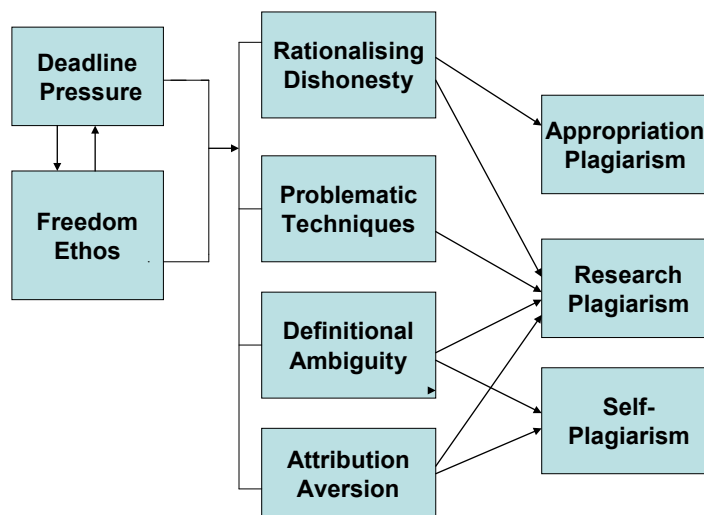 Deadline
Pressure
Freedom
Ethos
Rationalising
Dishonesty
Problematic
Techniques
Definitional
Ambiguity
Attribution
Aversion
Appropriation
Plagiarism
Research
Plagiarism
Self-
Plagiarism